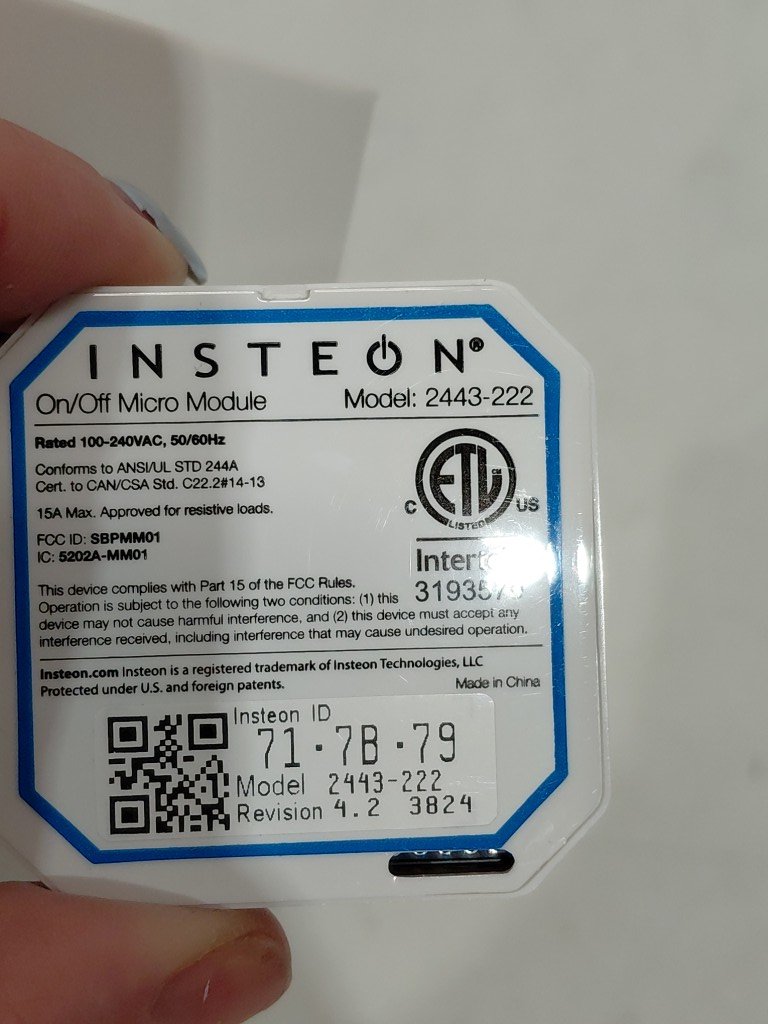 INSTEON®
On/Off Micro Module Model: 2443-222
Rated 100-240VAC, 50/60Hz
Conforms to ANSI/UL STD 244A
Cert. to CAN/CSA Std. C22.2#14-13
15A Max. Approved for resistive loads.
FCC ID: SBPMM01
IC: 5202A-MM01
ETL CM
C US
LISTED
This device complies with Part 15 of the FCC Rules.
Operation is subject to the following two conditions: (1) this
device may not cause harmful interference, and (2) this device must accept any
interference received, including interference that may cause undesired operation.
Insteon.com Insteon is a registered trademark of Insteon Technologies, LLC
Protected under U.S. and foreign patents.
Made in China
Insteon ID
71.7B.79
Model 2443-222
Revision 4.2 3824